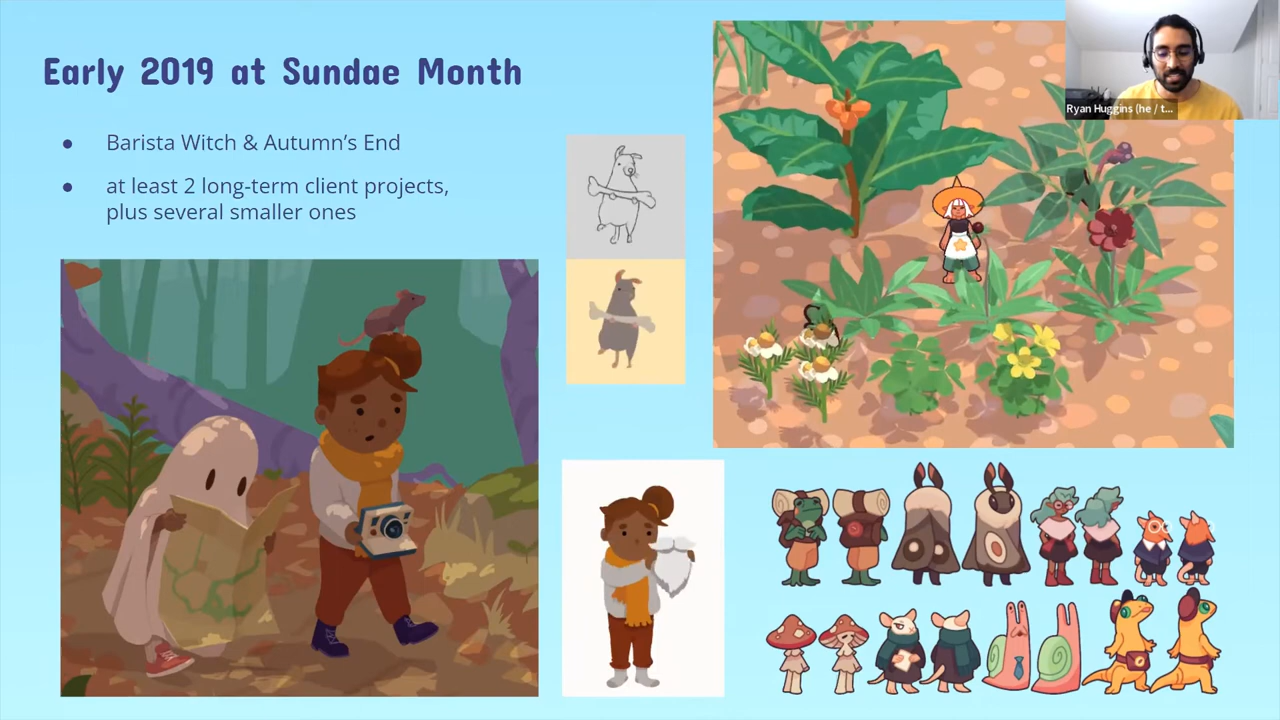 Early 2019 at Sundae Month
Ryan Huggins (he / t...
● Barista Witch & Autumn's End
● at least 2 long-term client projects,
plus several smaller ones